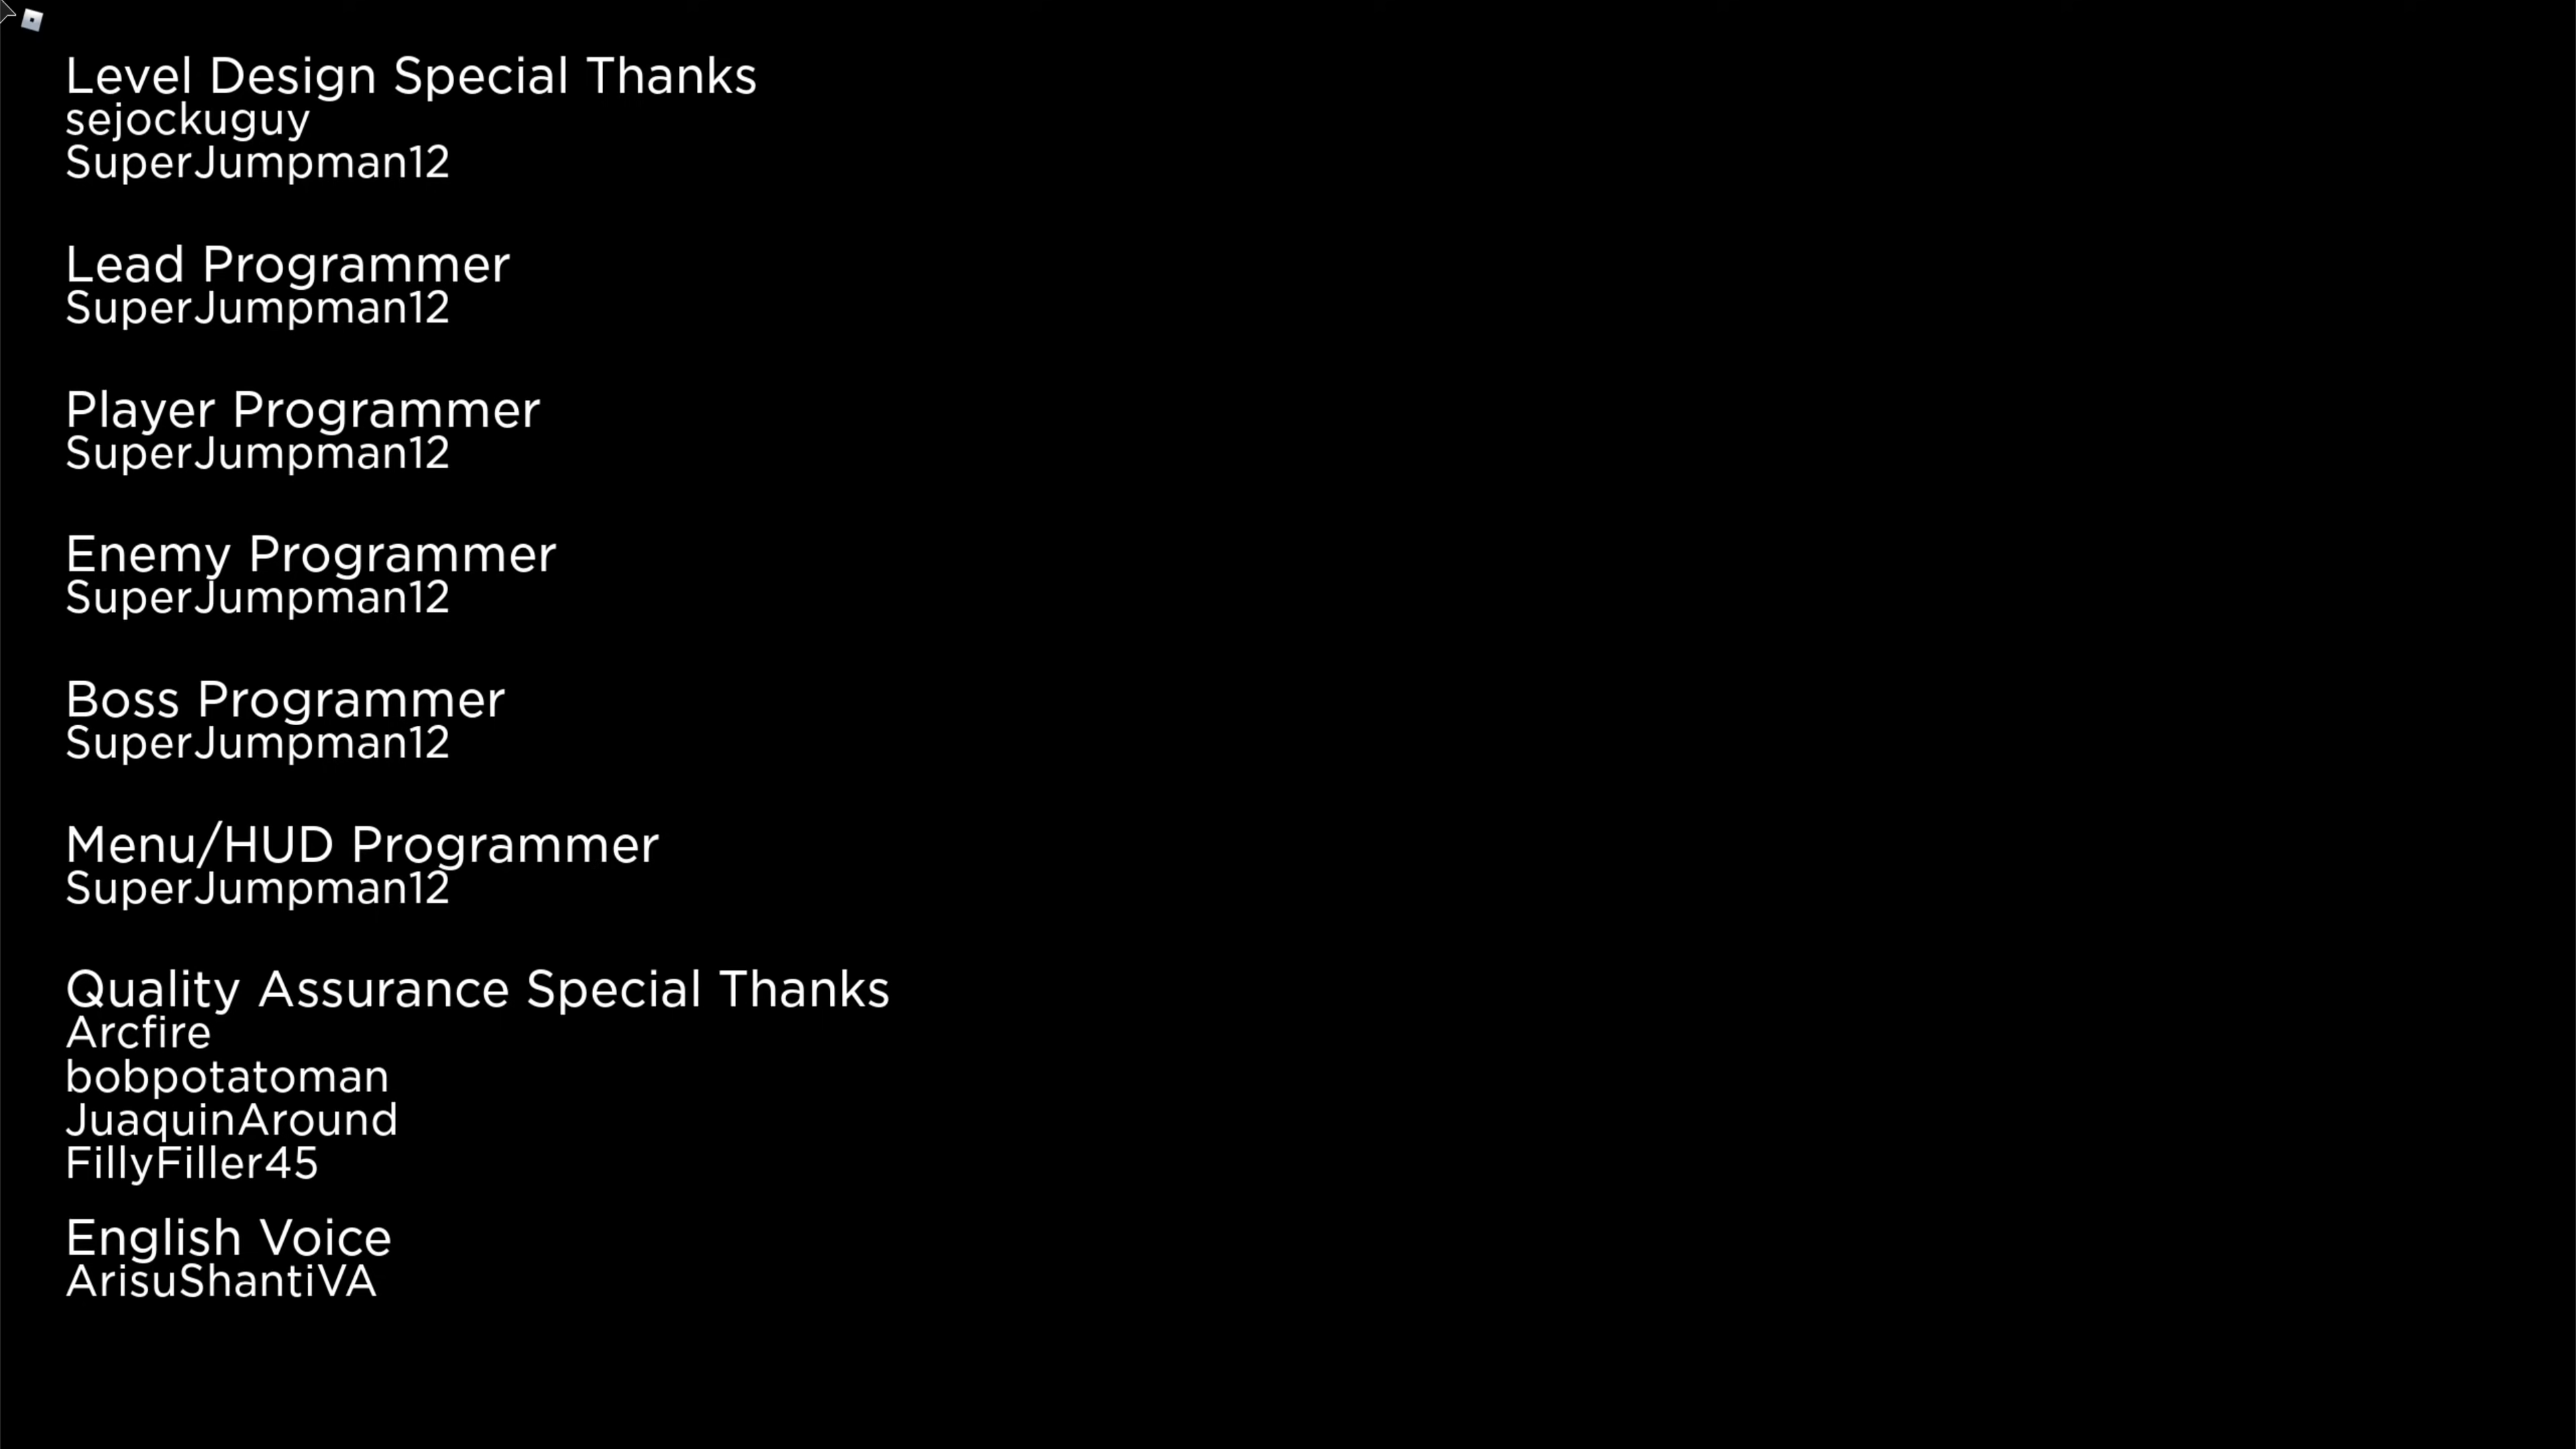 Level Design Special Thanks
sejockuguy
SuperJumpman12
Lead Programmer
SuperJumpman12
Player Programmer
SuperJumpman12
Enemy Programmer
SuperJumpman12
Boss Programmer
SuperJumpman12
Menu/HUD Programmer
SuperJumpman12
Quality Assurance Special Thanks
Arcfire
bobpotatoman
JuaquinAround
FillyFiller45
English Voice
ArisuShantiVA